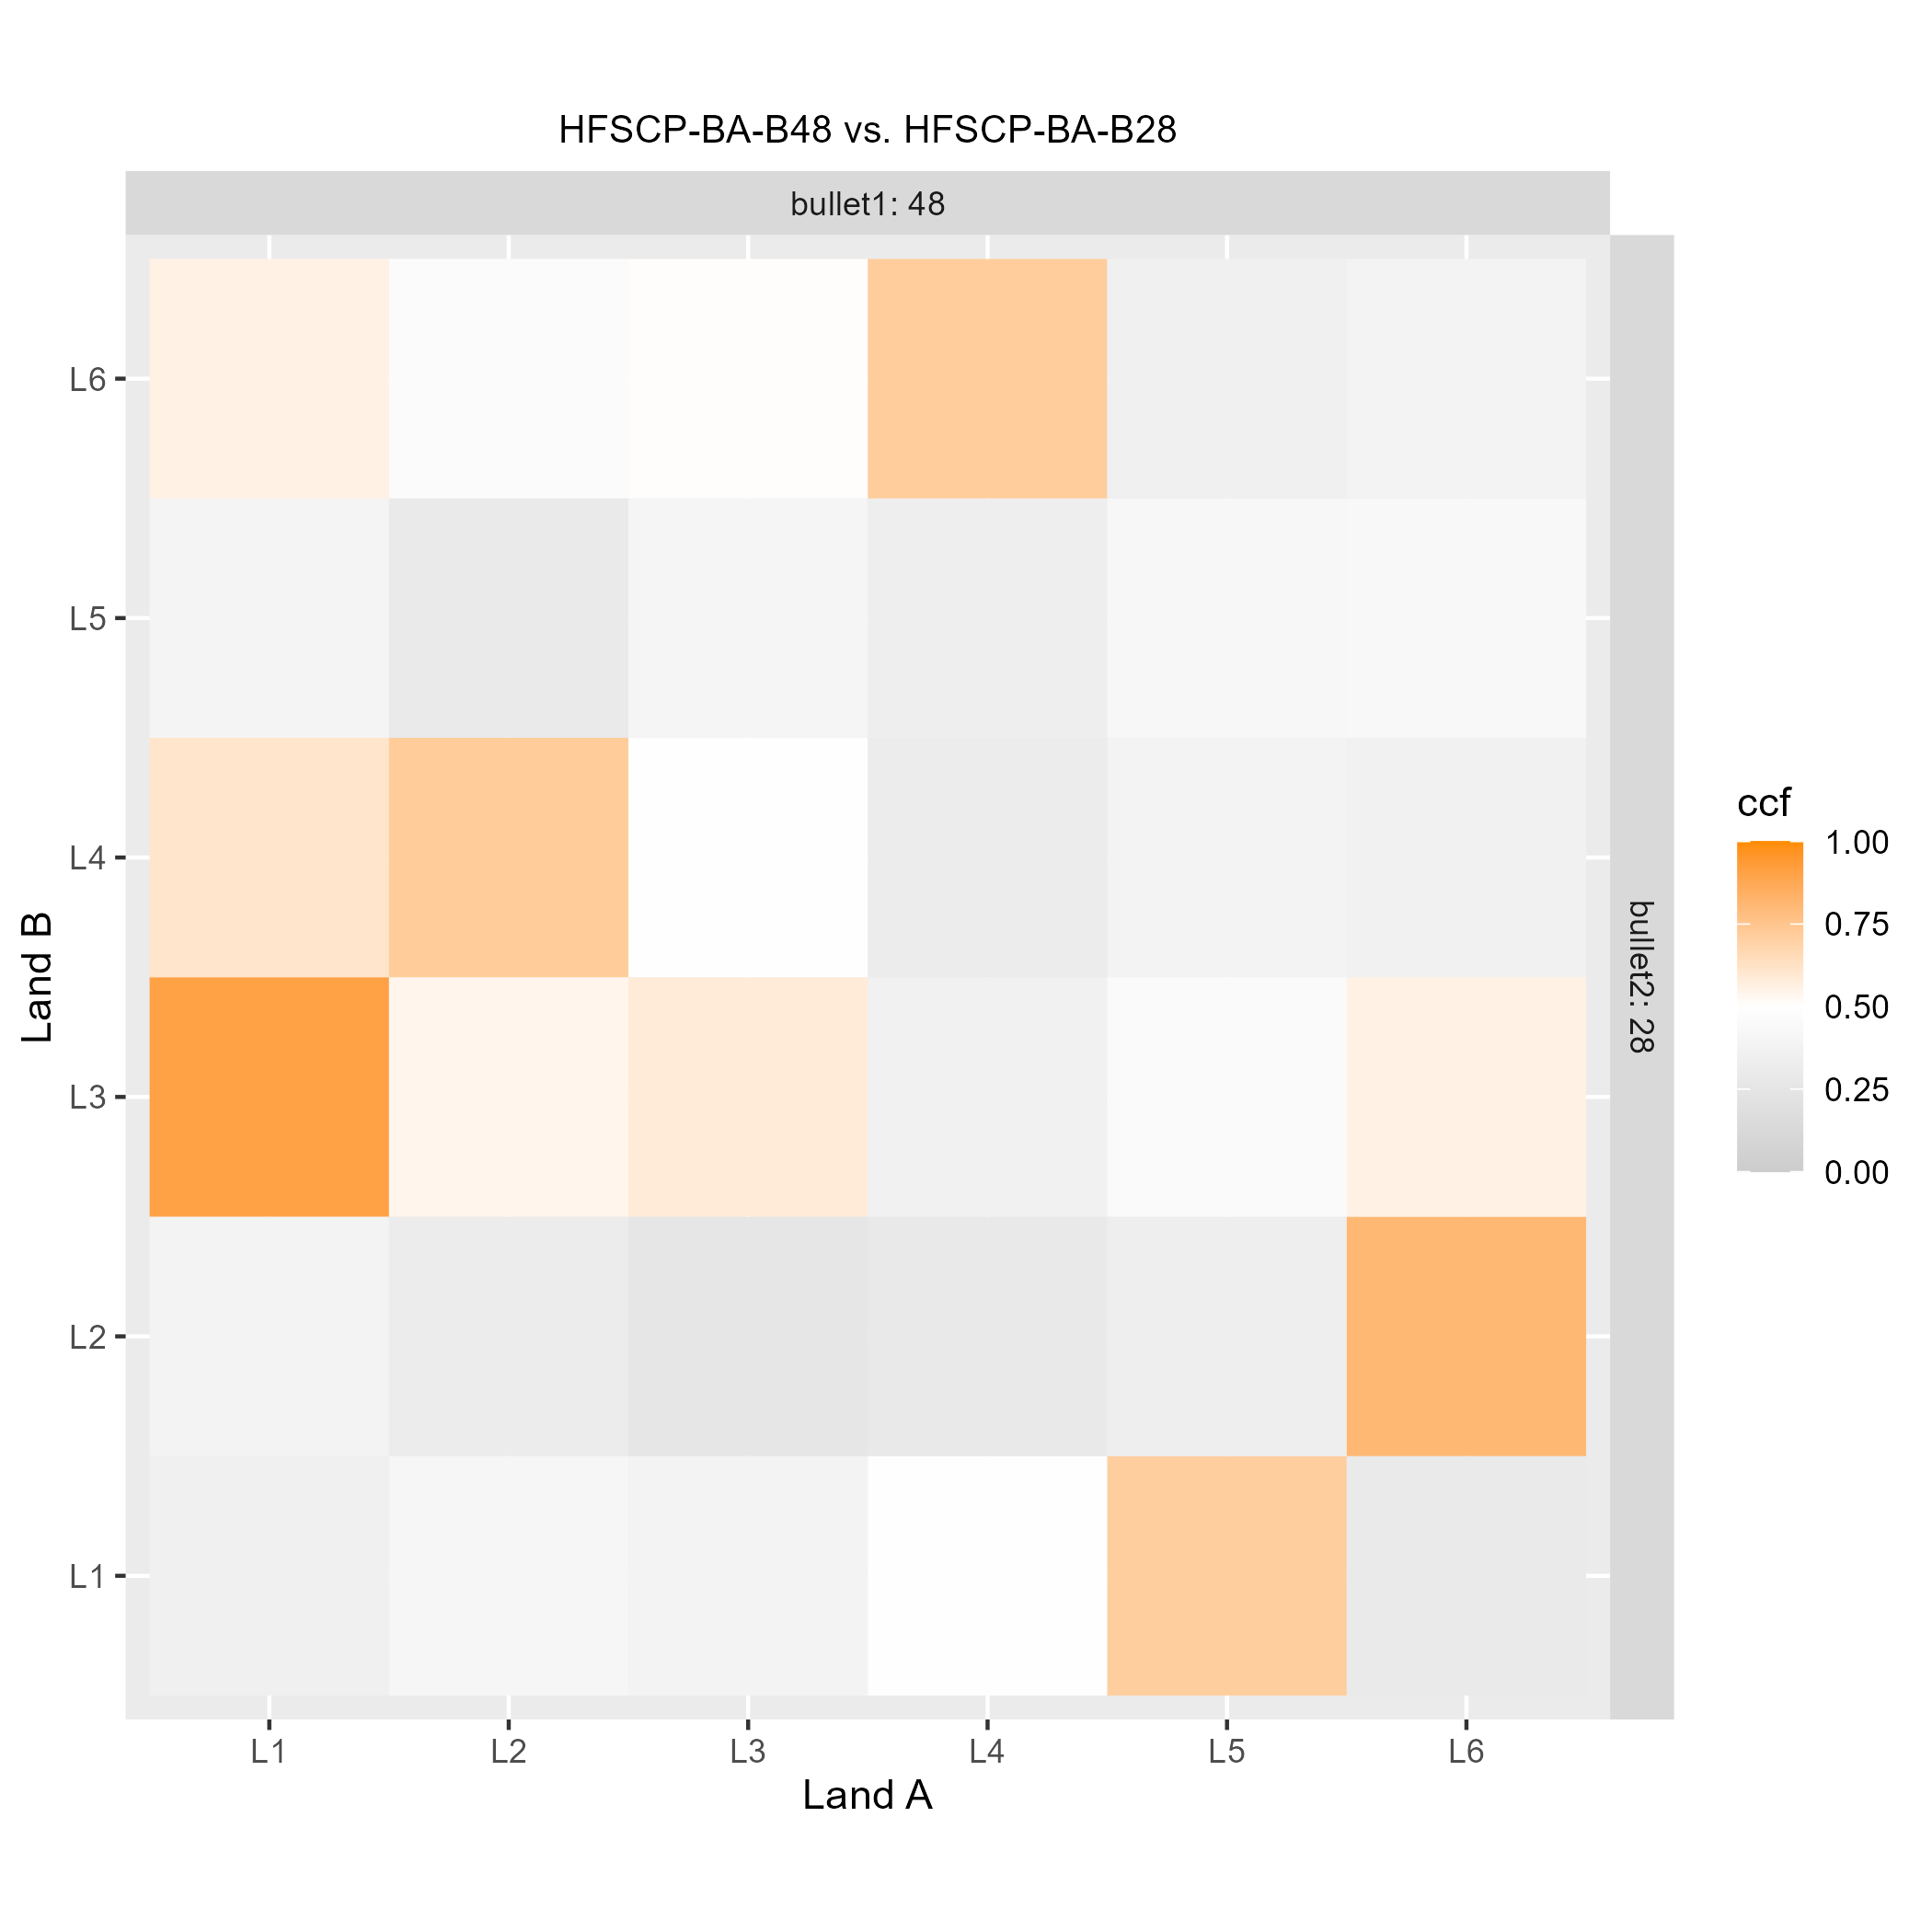 HFSCP-BA-B48 vs. HFSCP-BA-B28
bullet1: 48
L6
L5
L4
L3
L2
L1
Land B
bullet2: 28
L1 L2 L3 L4 L5 L6
Land A
ccf
1.00
0.75
0.50
0.25
0.00